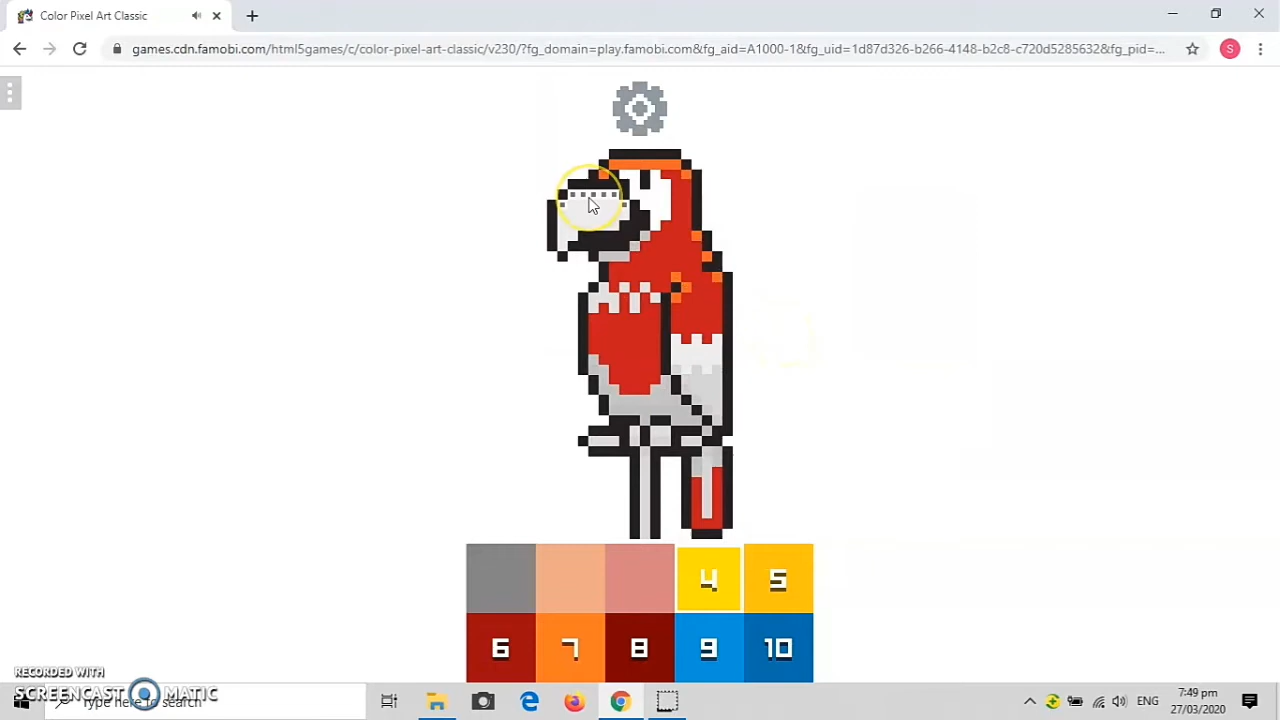 Color Pixel Art Classic
games.cdn.famobi.com/html5games/c/color-pixel-art-classic/v230/?fg_domain=play.famobi.com&fg_aid=A1000-1&fg_uid=1d87d326-b266-4148-b2c8-c720d5285632&fg_pid=...
S
4
5
6
7
8
9
10
RECORDED WITH
SCREENCAST MATIC
Type here to search
ENG
7:49 pm
27/03/2020